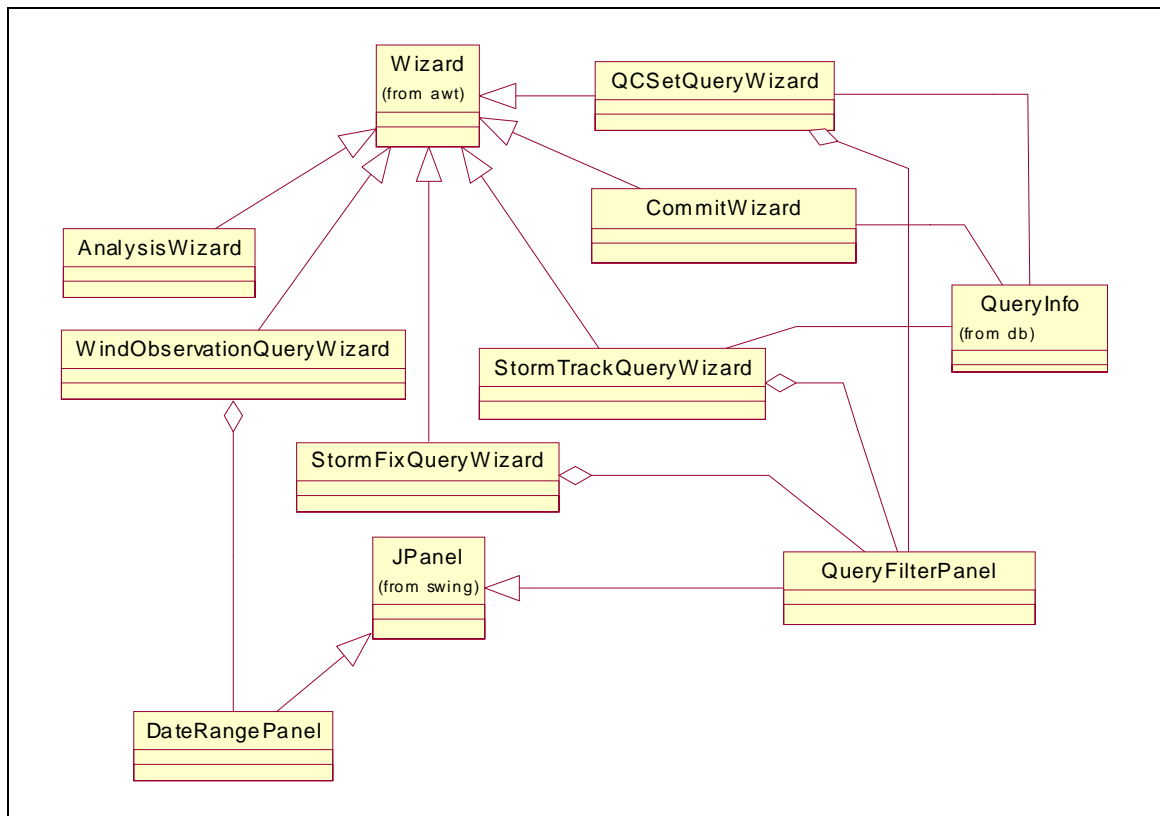 Wizard
(from awt)
QCSetQueryWizard
CommitWizard
AnalysisWizard
QueryInfo
(from db)
WindObservationQueryWizard
StormTrackQueryWizard
StormFixQueryWizard
JPanel
(from swing)
QueryFilterPanel
DateRangePanel